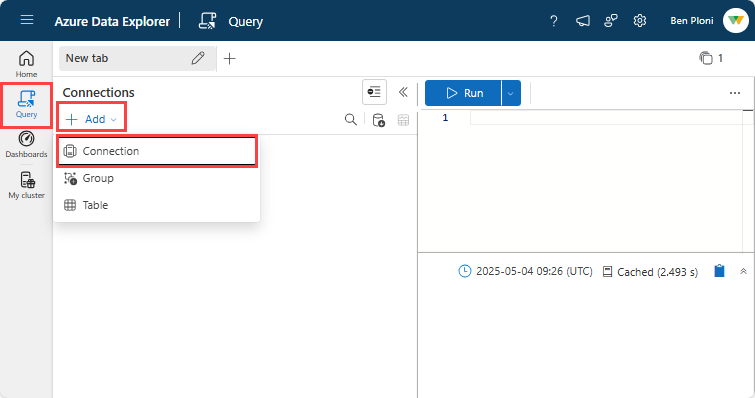 Azure Data Explorer
Query
?
Ben Ploni
Home
New tab
1
Query
Connections
Run
Add
1
Connection
Dashboards
Group
My cluster
Table
2025-05-04 09:26 (UTC)
Cached (2.493 s)